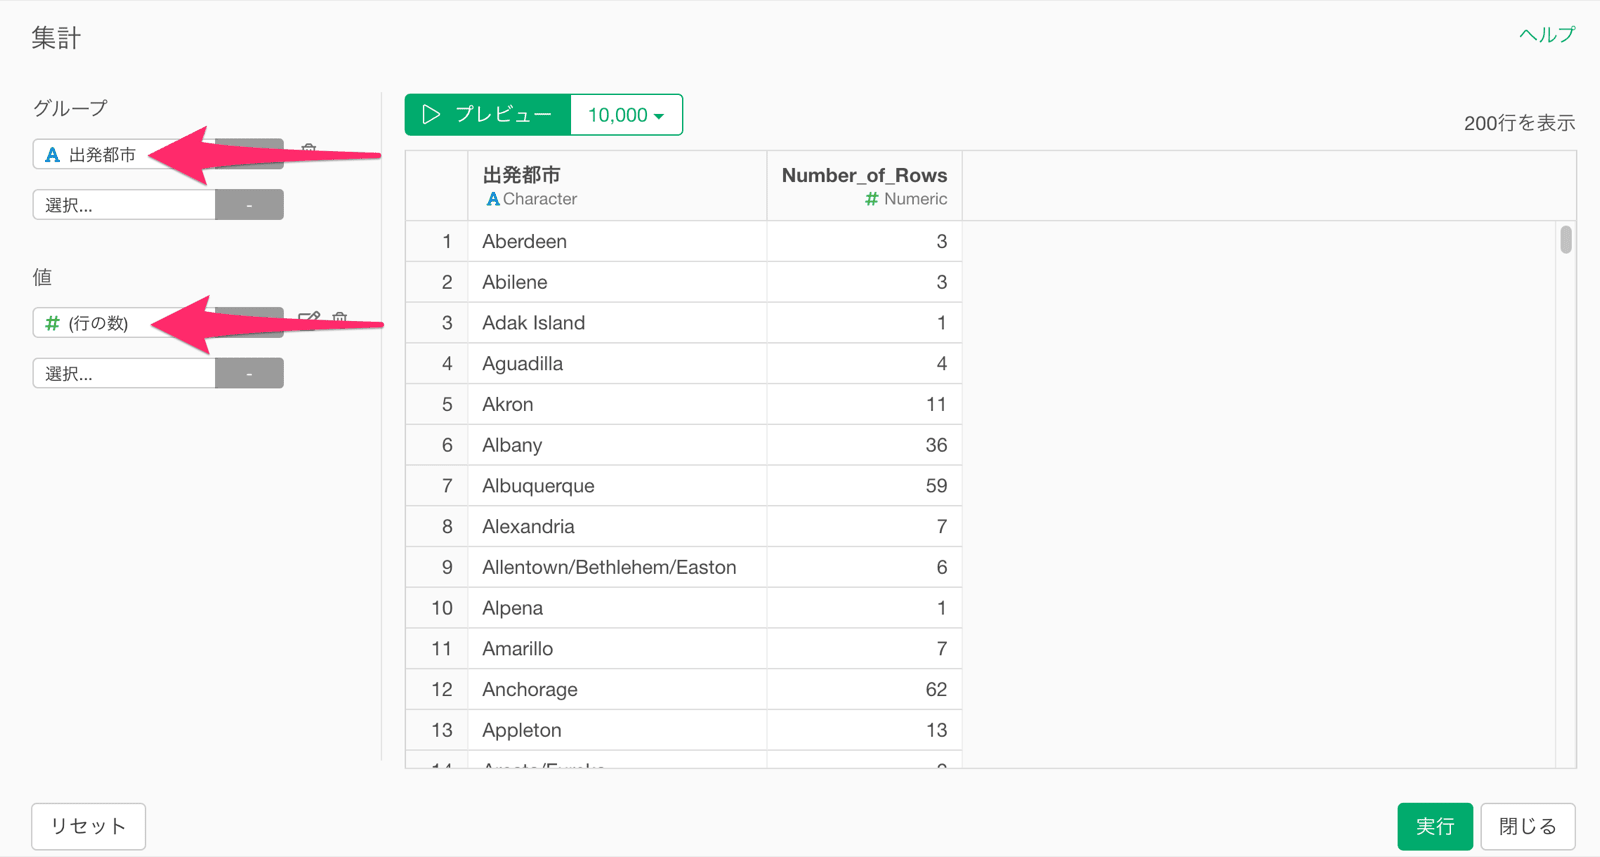 集計
ヘルプ
グループ
A 出発都市
選択...
-
値
# (行の数)
選択...
-
プレビュー
10,000
200行を表示
出発都市
A Character
Number_of_Rows
# Numeric
1 Aberdeen 3
2 Abilene 3
3 Adak Island 1
4 Aguadilla 4
5 Akron 11
6 Albany 36
7 Albuquerque 59
8 Alexandria 7
9 Allentown/Bethlehem/Easton 6
10 Alpena 1
11 Amarillo 7
12 Anchorage 62
13 Appleton 13
リセット
実行
閉じる